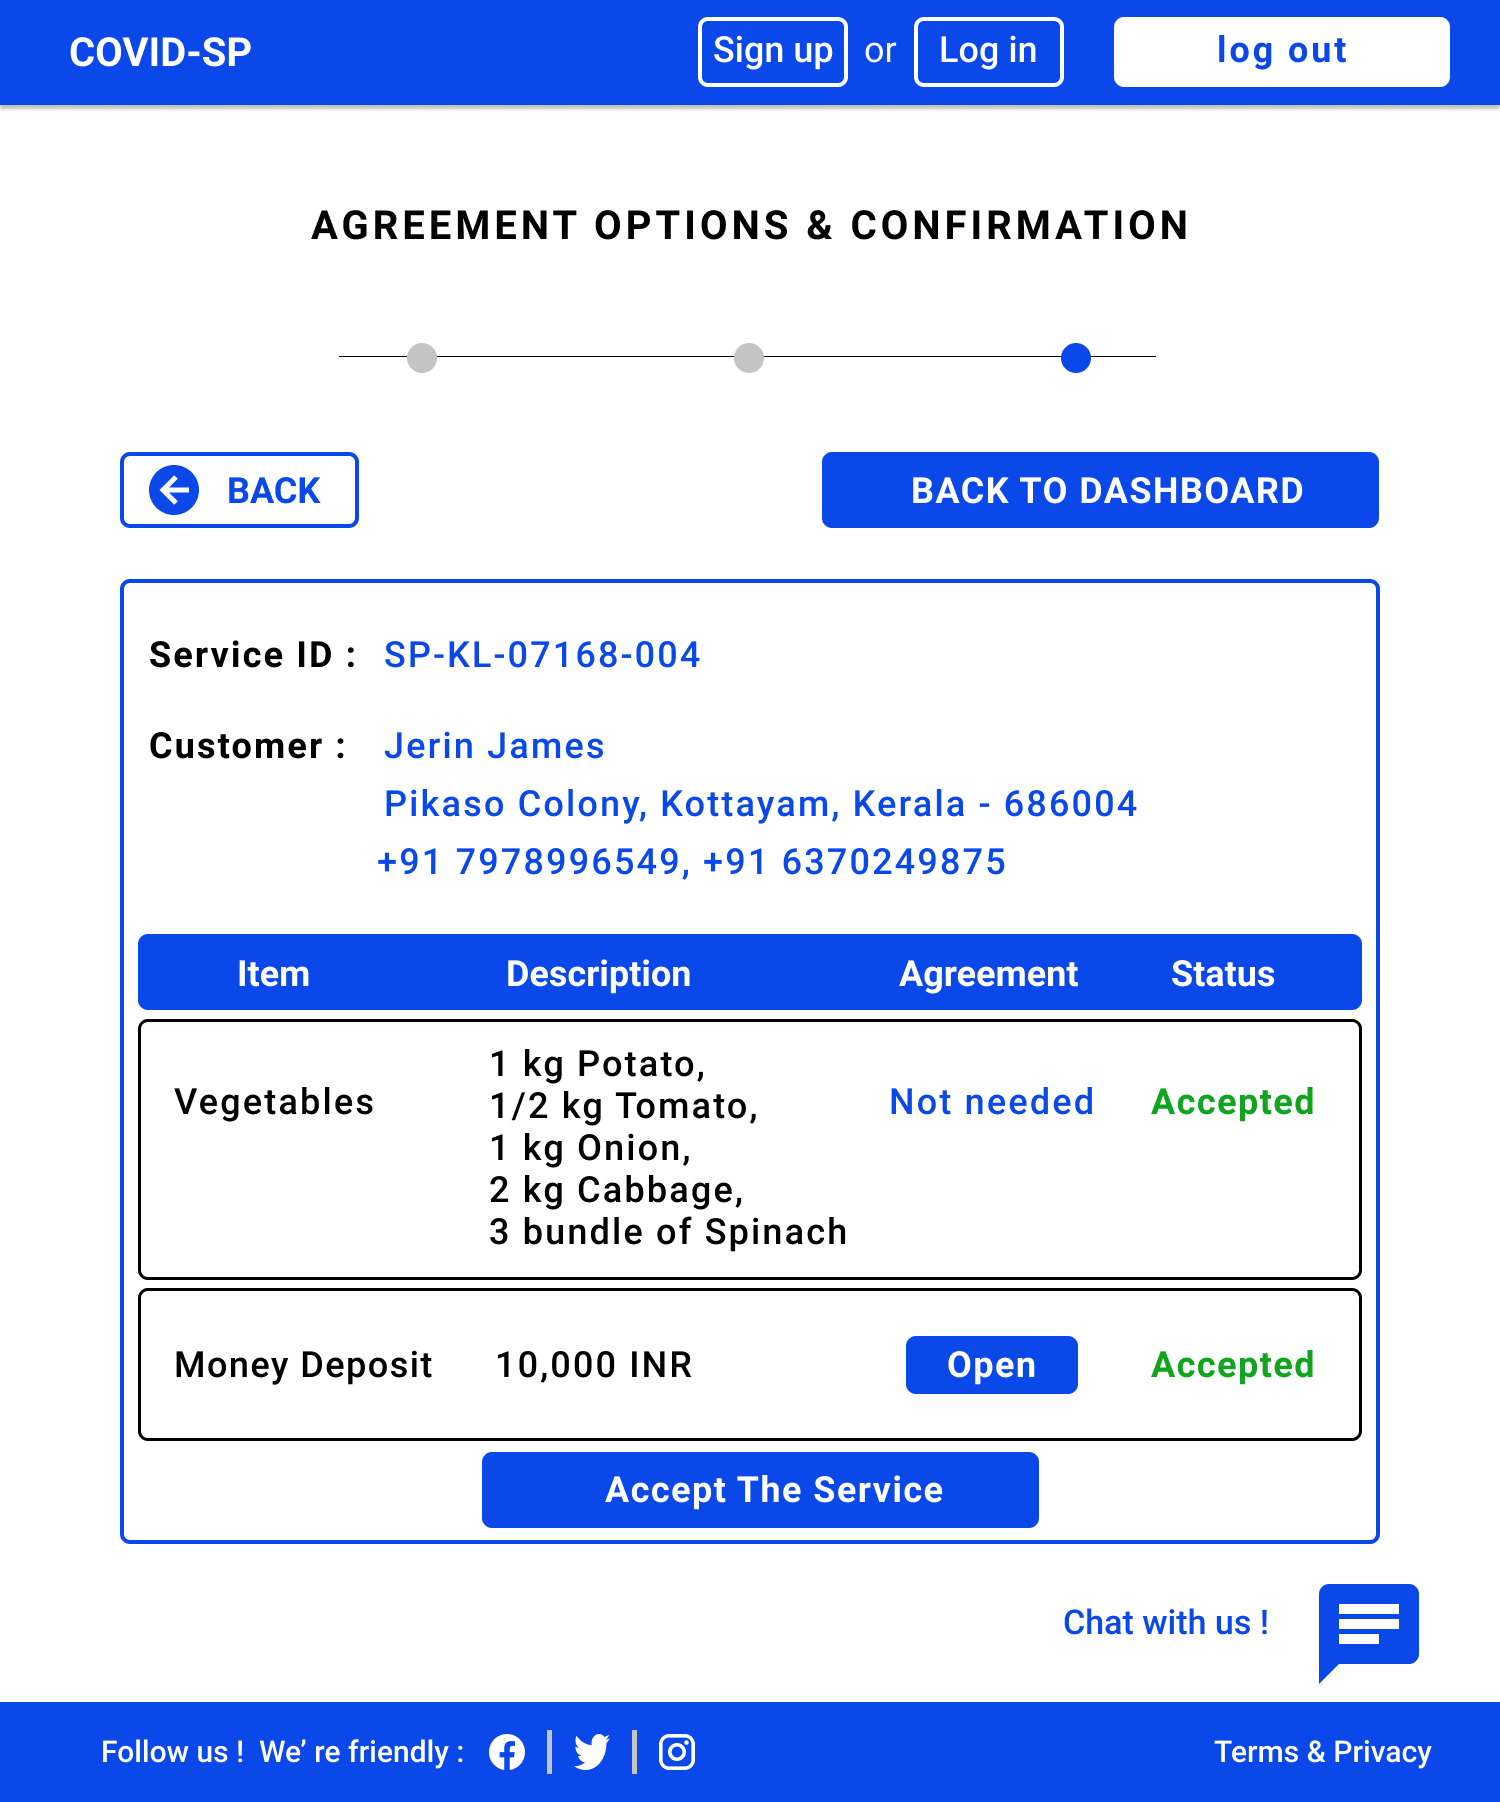 COVID-SP
Sign up or Log in
log out
AGREEMENT OPTIONS & CONFIRMATION
BACK
BACK TO DASHBOARD
Service ID : SP-KL-07168-004
Customer : Jerin James
Pikaso Colony, Kottayam, Kerala - 686004
+91 7978996549, +91 6370249875
Item Description Agreement Status
Vegetables
1 kg Potato,
1/2 kg Tomato,
1 kg Onion,
2 kg Cabbage,
3 bundle of Spinach
Not needed
Accepted
Money Deposit 10,000 INR Open Accepted
Accept The Service
Chat with us !
Follow us ! We’ re friendly :
Terms & Privacy